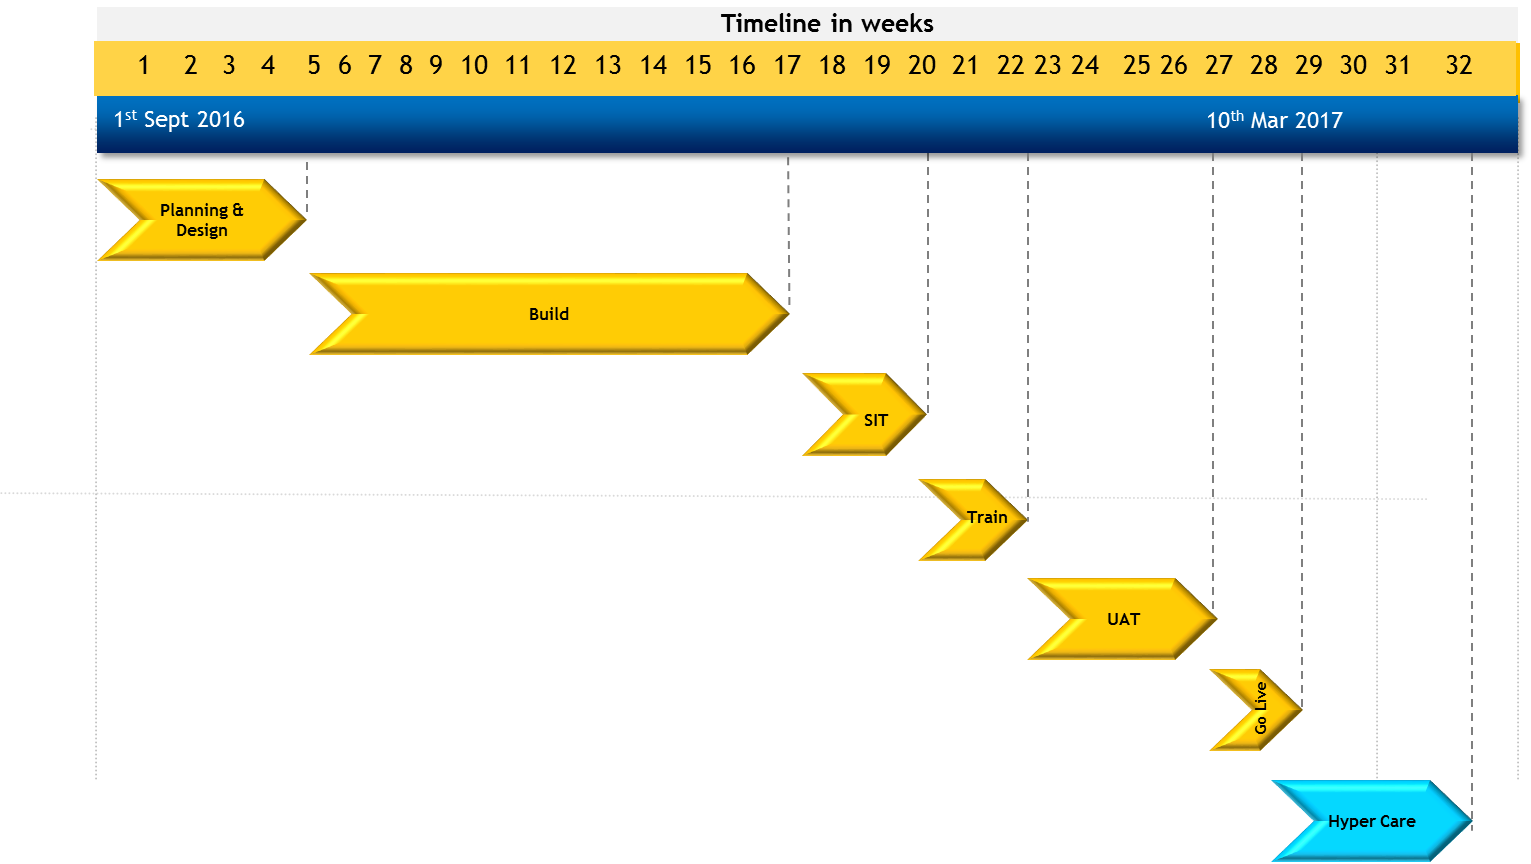 Timeline in weeks
1 2 3 4 5 6 7 8 9 10 11 12 13 14 15 16 17 18 19 20 21 22 23 24 25 26 27 28 29 30 31 32
1st Sept 2016 10th Mar 2017
Planning &
Design
Build
SIT
Train
UAT
Go Live
Hyper Care